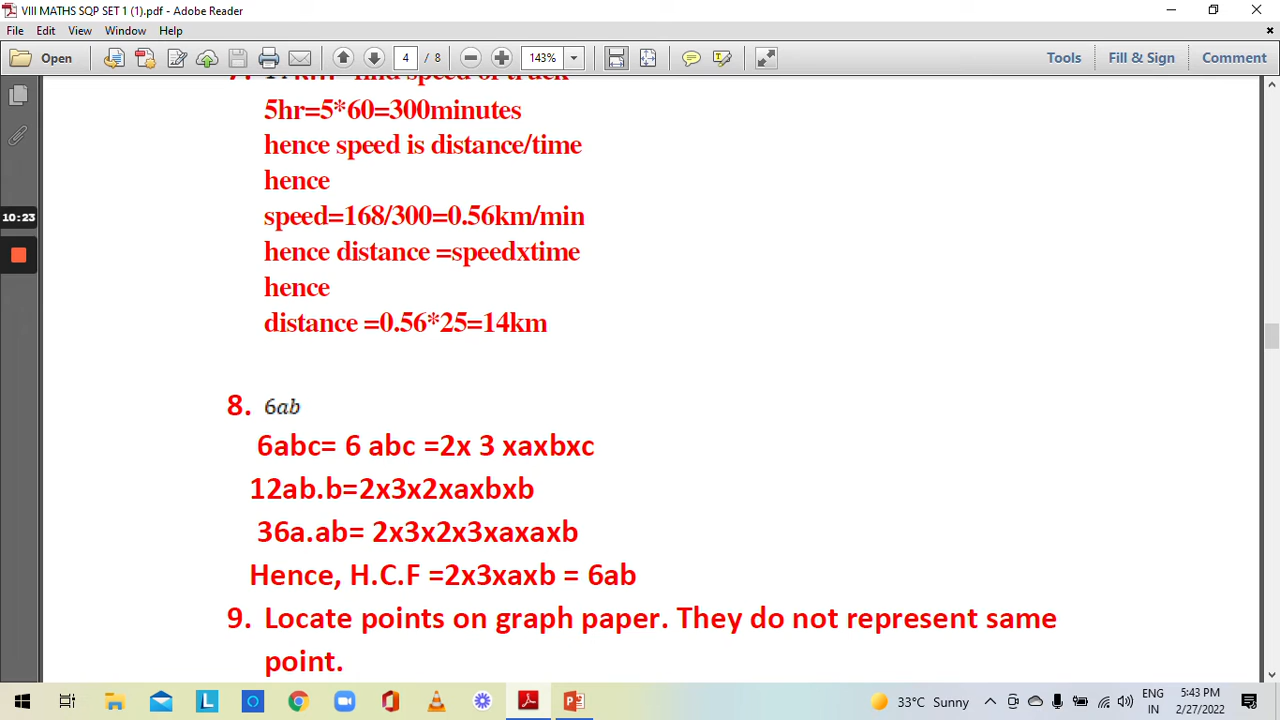 VIII MATHS SQP SET 1 (1).pdf - Adobe Reader
File Edit View Window Help
Open 4 / 8 143% Tools Fill & Sign Comment
find speed of truck
5hr=5*60=300minutes
hence speed is distance/time
hence
10:23
speed=168/300=0.56km/min
hence distance =speedxtime
hence
distance =0.56*25=14km
8. 6ab
6abc= 6 abc =2x 3 xaxbxc
12ab.b=2x3x2xaxbxb
36a.ab= 2x3x2x3xaxaxb
Hence, H.C.F =2x3xaxb = 6ab
9. Locate points on graph paper. They do not represent same
point.
33°C Sunny
ENG
IN
5:43 PM
2/27/2022